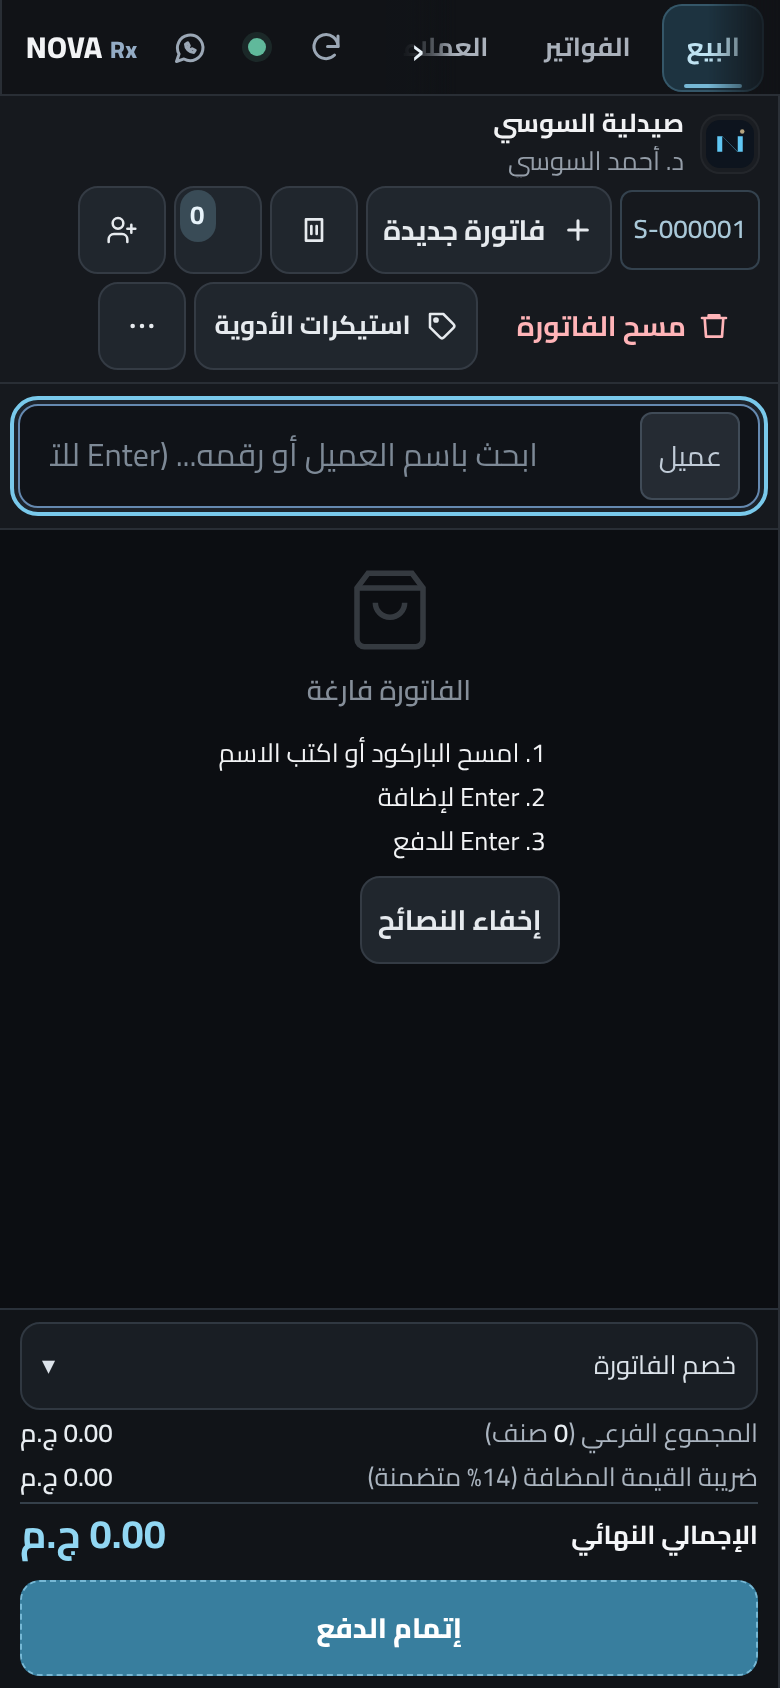 البيع
الفواتير
NOVA Rx
صيدلية السوسي
د. أحمد السوسي
S-000001
فاتورة جديدة
0
مسح الفاتورة
استيكرات الأدوية
عميل
ابحث باسم العميل أو رقمه... (Enter للت
الفاتورة فارغة
1. امسح الباركود أو اكتب الاسم
2. Enter لإضافة
3. Enter للدفع
إخفاء النصائح
خصم الفاتورة
المجموع الفرعي (0 صنف) 0.00 ج.م
ضريبة القيمة المضافة (14% متضمنة) 0.00 ج.م
الإجمالي النهائي 0.00 ج.م
إتمام الدفع